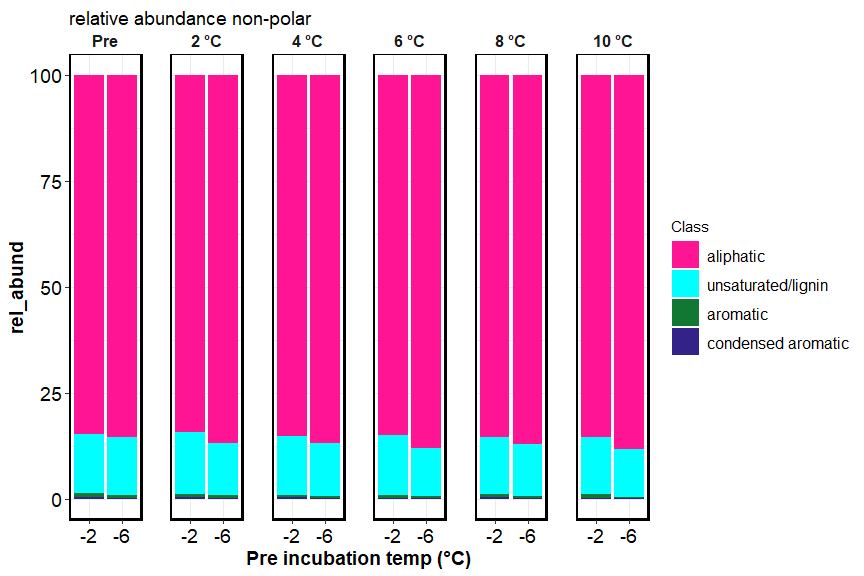 relative abundance non-polar
Pre 2 °C 4 °C 6 °C 8 °C 10 °C
100
75
50
25
0
rel_abund
-2 -6 -2 -6 -2 -6 -2 -6 -2 -6 -2 -6
Pre incubation temp (°C)
Class
aliphatic
unsaturated/lignin
aromatic
condensed aromatic